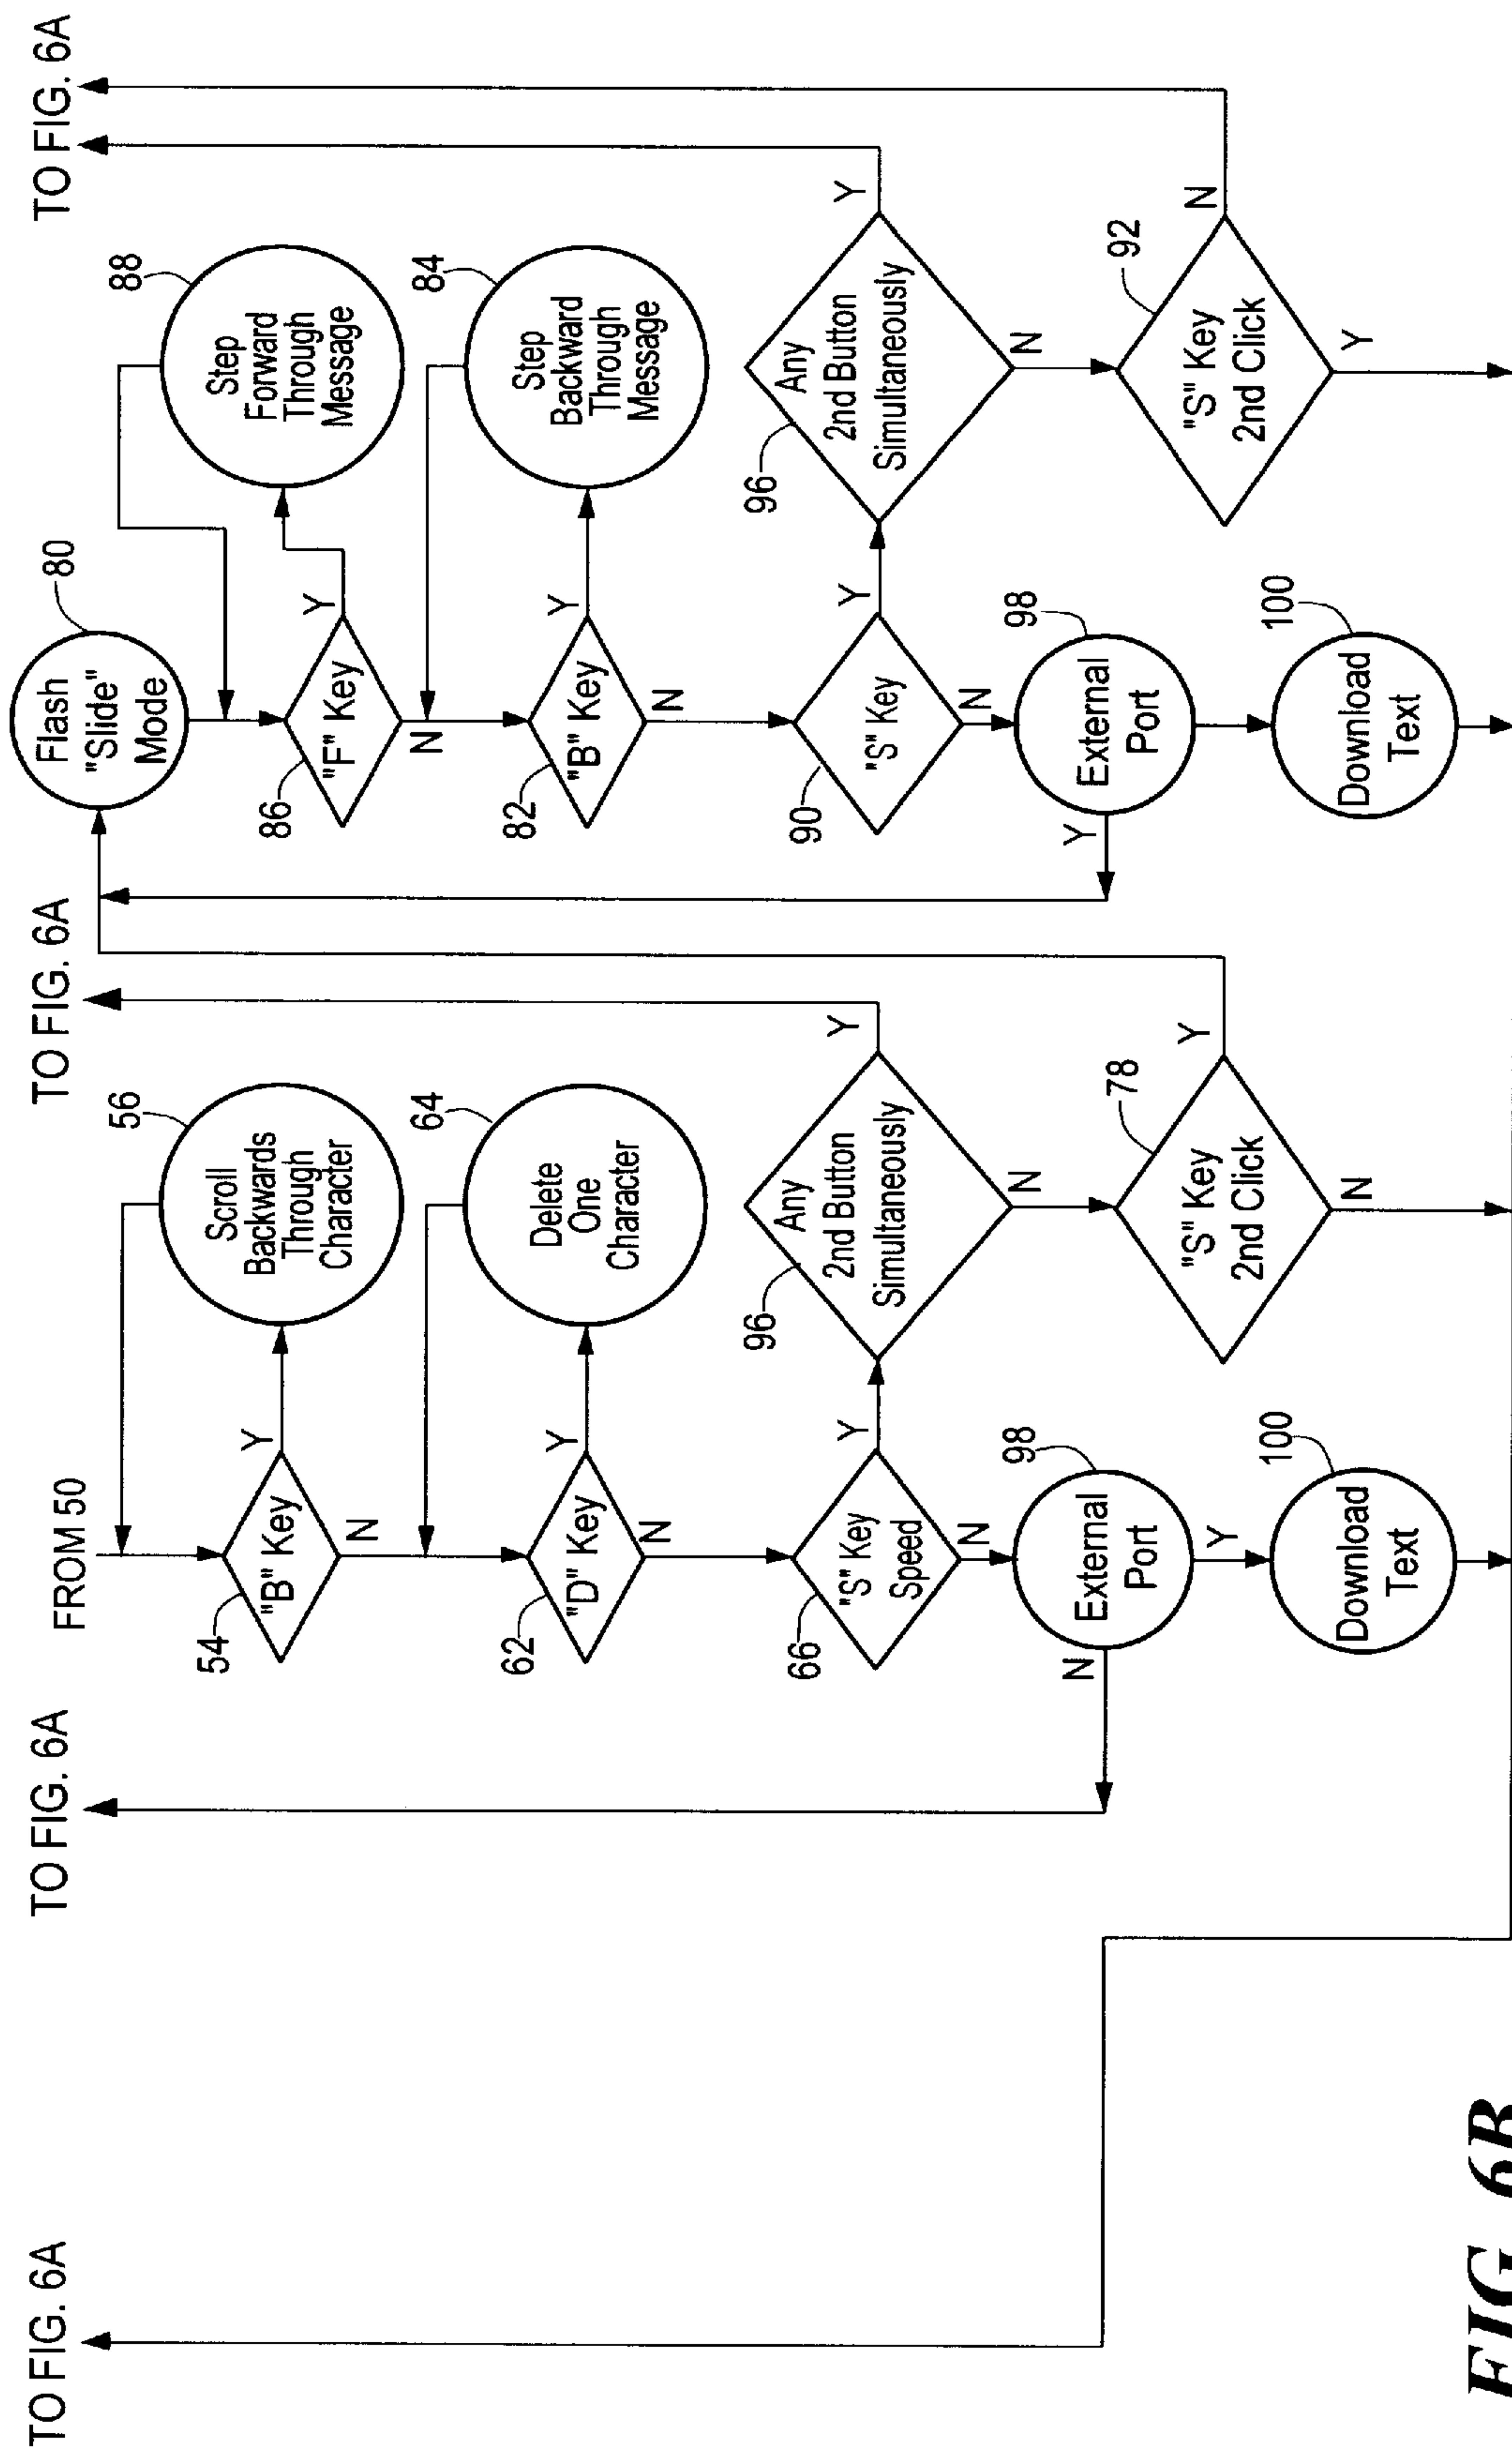 TO FIG. 6A
TO FIG. 6A
FROM 50
TO FIG. 6A
TO FIG. 6A
54
"B" Key
Y
N
56
Scroll
Backwards
Through
Character
62
"D" Key
Y
N
64
Delete
One
Character
66
"S" Key
Speed
Y
N
96
Any
2nd Button
Simultaneously
Y
N
98
External
Port
N
Y
78
"S" Key
2nd Click
Y
N
100
Download
Text
80
Flash
"Slide"
Mode
86
"F" Key
Y
N
88
Step
Forward
Through
Message
82
"B" Key
Y
N
84
Step
Backward
Through
Message
90
"S" Key
Y
N
96
Any
2nd Button
Simultaneously
Y
N
98
External
Port
Y
92
"S" Key
2nd Click
N
Y
100
Download
Text
FIG. 6B